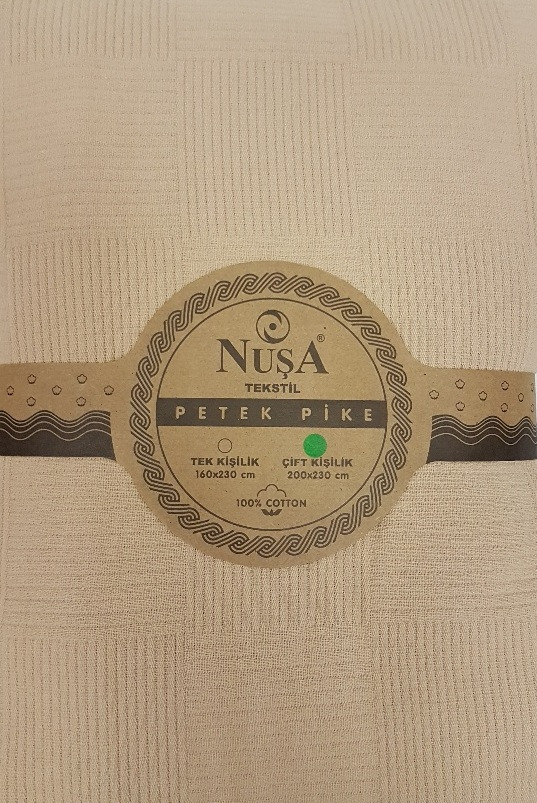 NUŞA®
TEKSTİL
PETEK PİKE
TEK KİŞİLİK ÇİFT KİŞİLİK
160x230 cm 200x230 cm
100% COTTON